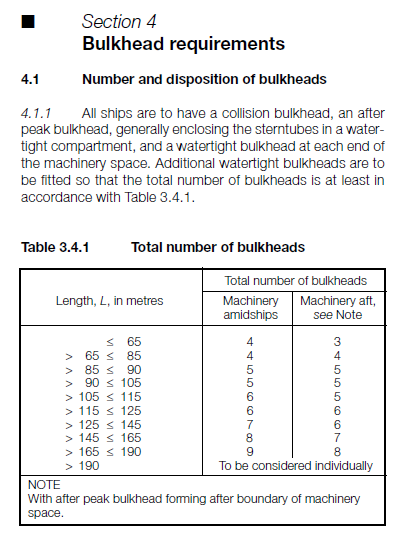 ■ Section 4
Bulkhead requirements
4.1 Number and disposition of bulkheads
4.1.1 All ships are to have a collision bulkhead, an after
peak bulkhead, generally enclosing the sterntubes in a water-
tight compartment, and a watertight bulkhead at each end of
the machinery space. Additional watertight bulkheads are to
be fitted so that the total number of bulkheads is at least in
accordance with Table 3.4.1.
Table 3.4.1 Total number of bulkheads
Total number of bulkheads
Length, L, in metres Machinery Machinery aft,
amidships see Note
≤ 65 4 3
> 65 ≤ 85 4 4
> 85 ≤ 90 5 5
> 90 ≤ 105 5 5
> 105 ≤ 115 6 5
> 115 ≤ 125 6 6
> 125 ≤ 145 7 6
> 145 ≤ 165 8 7
> 165 ≤ 190 9 8
> 190 To be considered individually
NOTE
With after peak bulkhead forming after boundary of machinery
space.